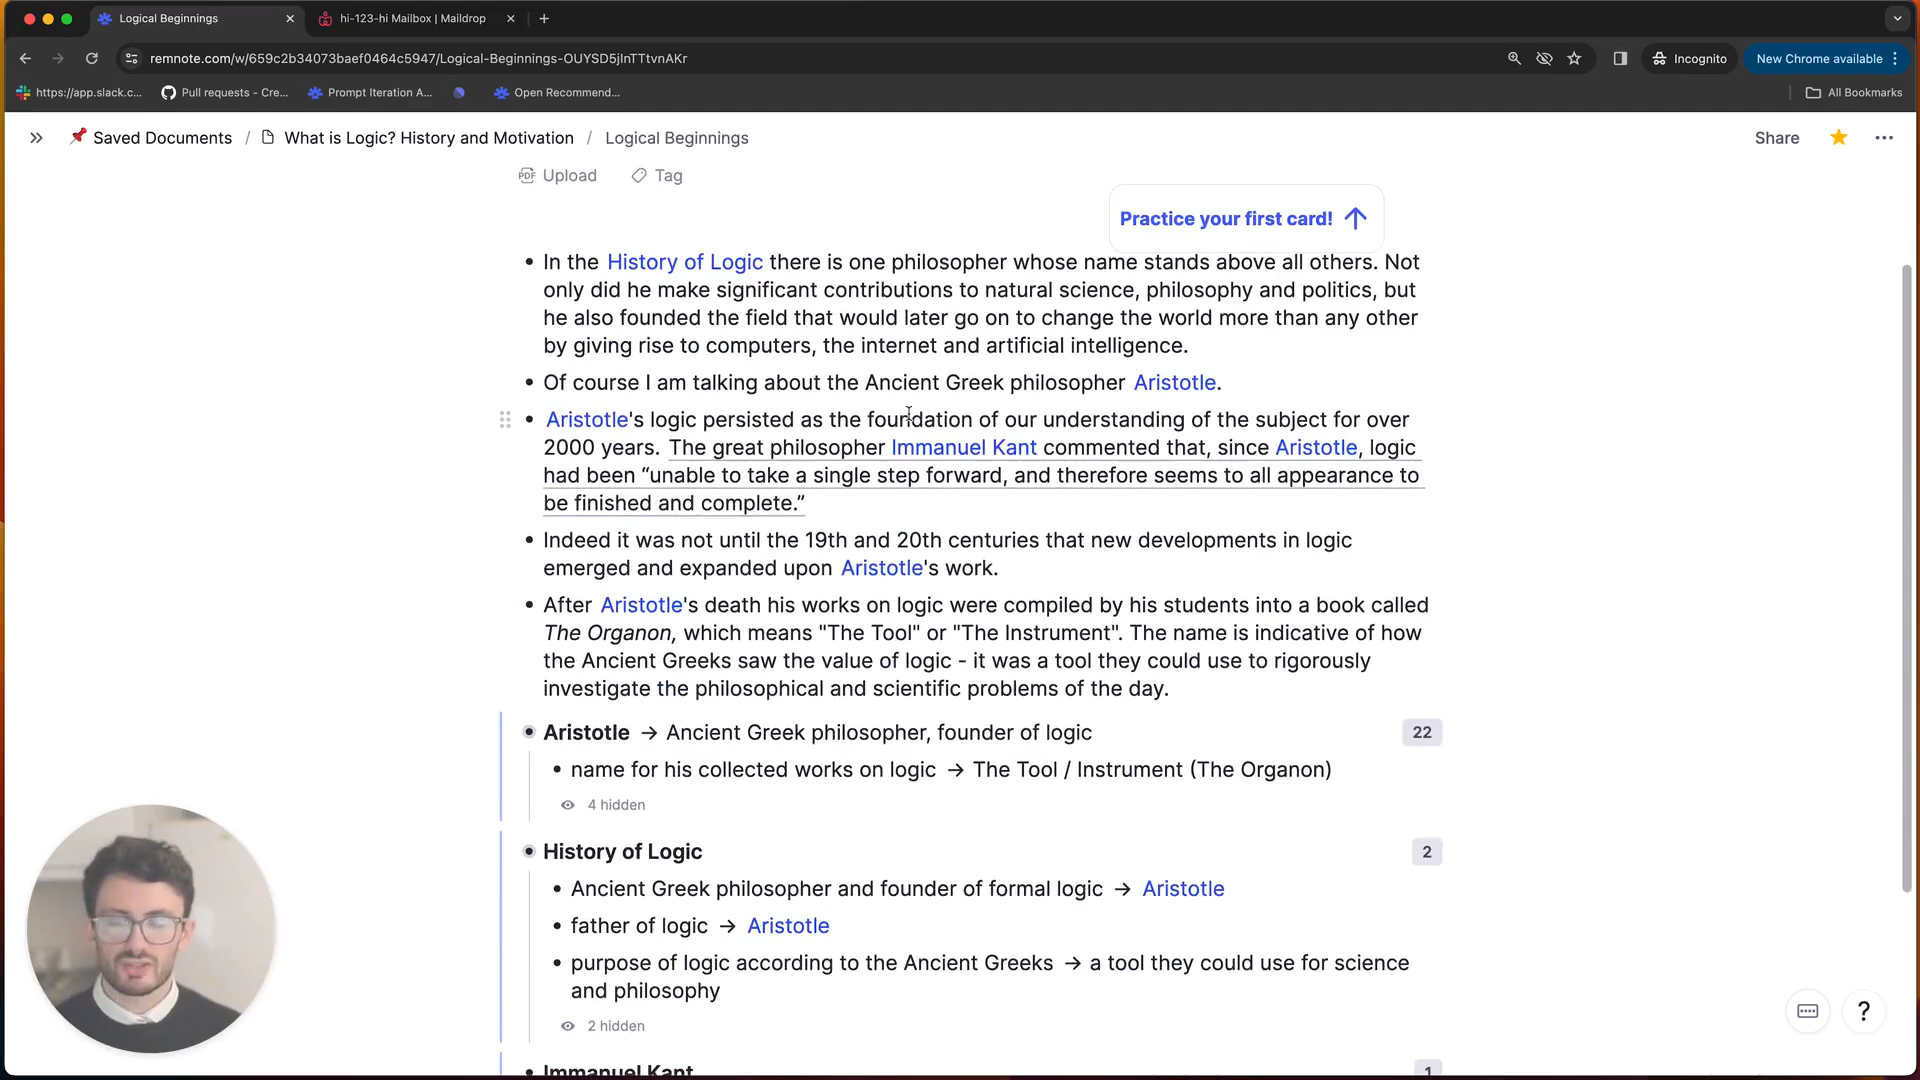 Logical Beginnings
hi-123-hi Mailbox | Maildrop
remnote.com/w/659c2b34073baef0464c5947/Logical-Beginnings-OUYSD5jInTTtvnAKr
Incognito
New Chrome available
https://app.slack.c...
Pull requests - Cre...
Prompt Iteration A...
Open Recommend...
All Bookmarks
Saved Documents / What is Logic? History and Motivation / Logical Beginnings
Share
PDF Upload
Tag
Practice your first card!
• In the History of Logic there is one philosopher whose name stands above all others. Not
only did he make significant contributions to natural science, philosophy and politics, but
he also founded the field that would later go on to change the world more than any other
by giving rise to computers, the internet and artificial intelligence.
• Of course I am talking about the Ancient Greek philosopher Aristotle.
• Aristotle's logic persisted as the foundation of our understanding of the subject for over
2000 years. The great philosopher Immanuel Kant commented that, since Aristotle, logic
had been “unable to take a single step forward, and therefore seems to all appearance to
be finished and complete.”
• Indeed it was not until the 19th and 20th centuries that new developments in logic
emerged and expanded upon Aristotle's work.
• After Aristotle's death his works on logic were compiled by his students into a book called
The Organon, which means "The Tool" or "The Instrument". The name is indicative of how
the Ancient Greeks saw the value of logic - it was a tool they could use to rigorously
investigate the philosophical and scientific problems of the day.
• Aristotle → Ancient Greek philosopher, founder of logic 22
• name for his collected works on logic → The Tool / Instrument (The Organon)
4 hidden
• History of Logic 2
• Ancient Greek philosopher and founder of formal logic → Aristotle
• father of logic → Aristotle
• purpose of logic according to the Ancient Greeks → a tool they could use for science
and philosophy
2 hidden
• Immanuel Kant 1
?